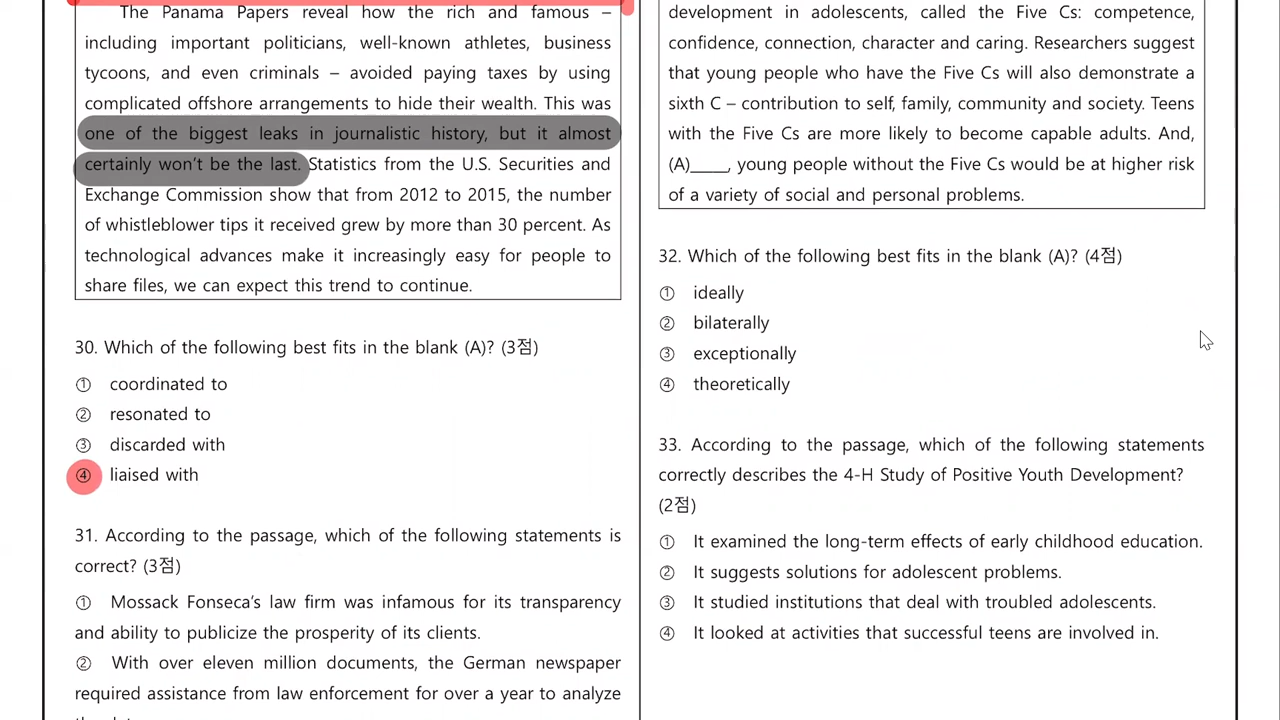 The Panama Papers reveal how the rich and famous –
including important politicians, well-known athletes, business
tycoons, and even criminals – avoided paying taxes by using
complicated offshore arrangements to hide their wealth. This was
one of the biggest leaks in journalistic history, but it almost
certainly won't be the last. Statistics from the U.S. Securities and
Exchange Commission show that from 2012 to 2015, the number
of whistleblower tips it received grew by more than 30 percent. As
technological advances make it increasingly easy for people to
share files, we can expect this trend to continue.
30. Which of the following best fits in the blank (A)? (3점)
① coordinated to
② resonated to
③ discarded with
④ liaised with
31. According to the passage, which of the following statements is
correct? (3점)
① Mossack Fonseca's law firm was infamous for its transparency
and ability to publicize the prosperity of its clients.
② With over eleven million documents, the German newspaper
required assistance from law enforcement for over a year to analyze
development in adolescents, called the Five Cs: competence,
confidence, connection, character and caring. Researchers suggest
that young people who have the Five Cs will also demonstrate a
sixth C – contribution to self, family, community and society. Teens
with the Five Cs are more likely to become capable adults. And,
(A)____, young people without the Five Cs would be at higher risk
of a variety of social and personal problems.
32. Which of the following best fits in the blank (A)? (4점)
① ideally
② bilaterally
③ exceptionally
④ theoretically
33. According to the passage, which of the following statements
correctly describes the 4-H Study of Positive Youth Development?
(2점)
① It examined the long-term effects of early childhood education.
② It suggests solutions for adolescent problems.
③ It studied institutions that deal with troubled adolescents.
④ It looked at activities that successful teens are involved in.